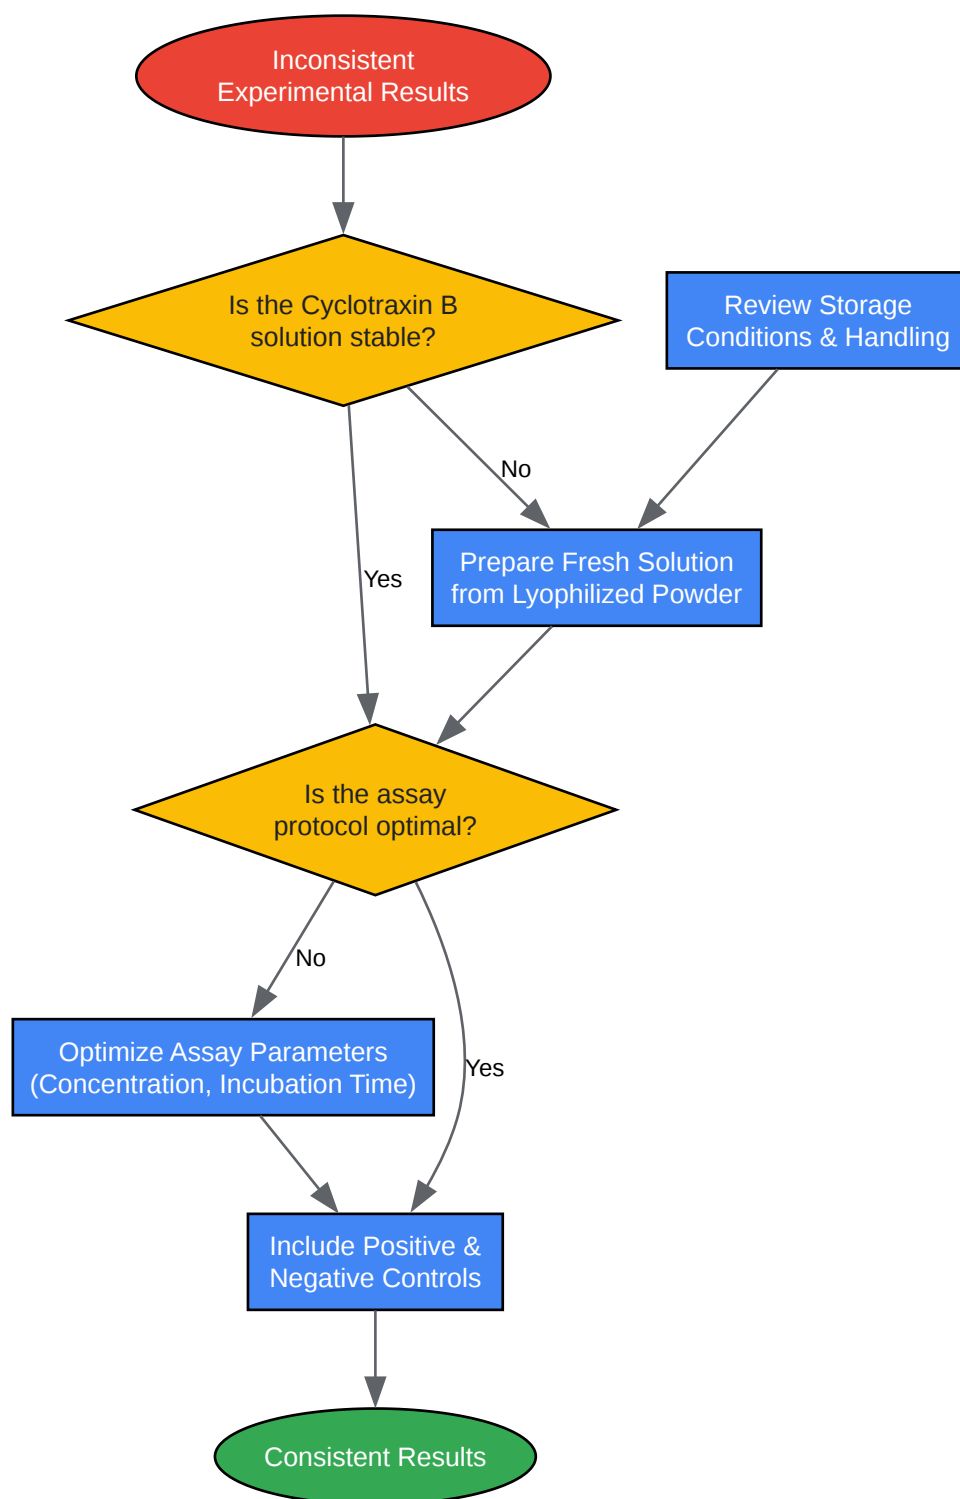 Inconsistent
Experimental Results
Is the Cyclotraxin B
solution stable?
Review Storage
Conditions & Handling
No
Yes
Prepare Fresh Solution
from Lyophilized Powder
Is the assay
protocol optimal?
No
Optimize Assay Parameters
(Concentration, Incubation Time)
Yes
Include Positive &
Negative Controls
Consistent Results